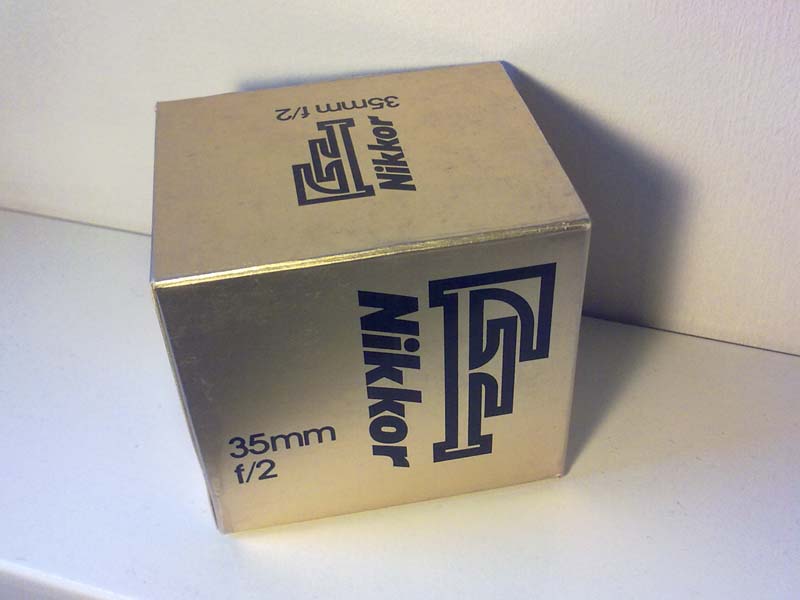 35mm f/2
F
Nikkor
F
Nikkor
35mm
f/2